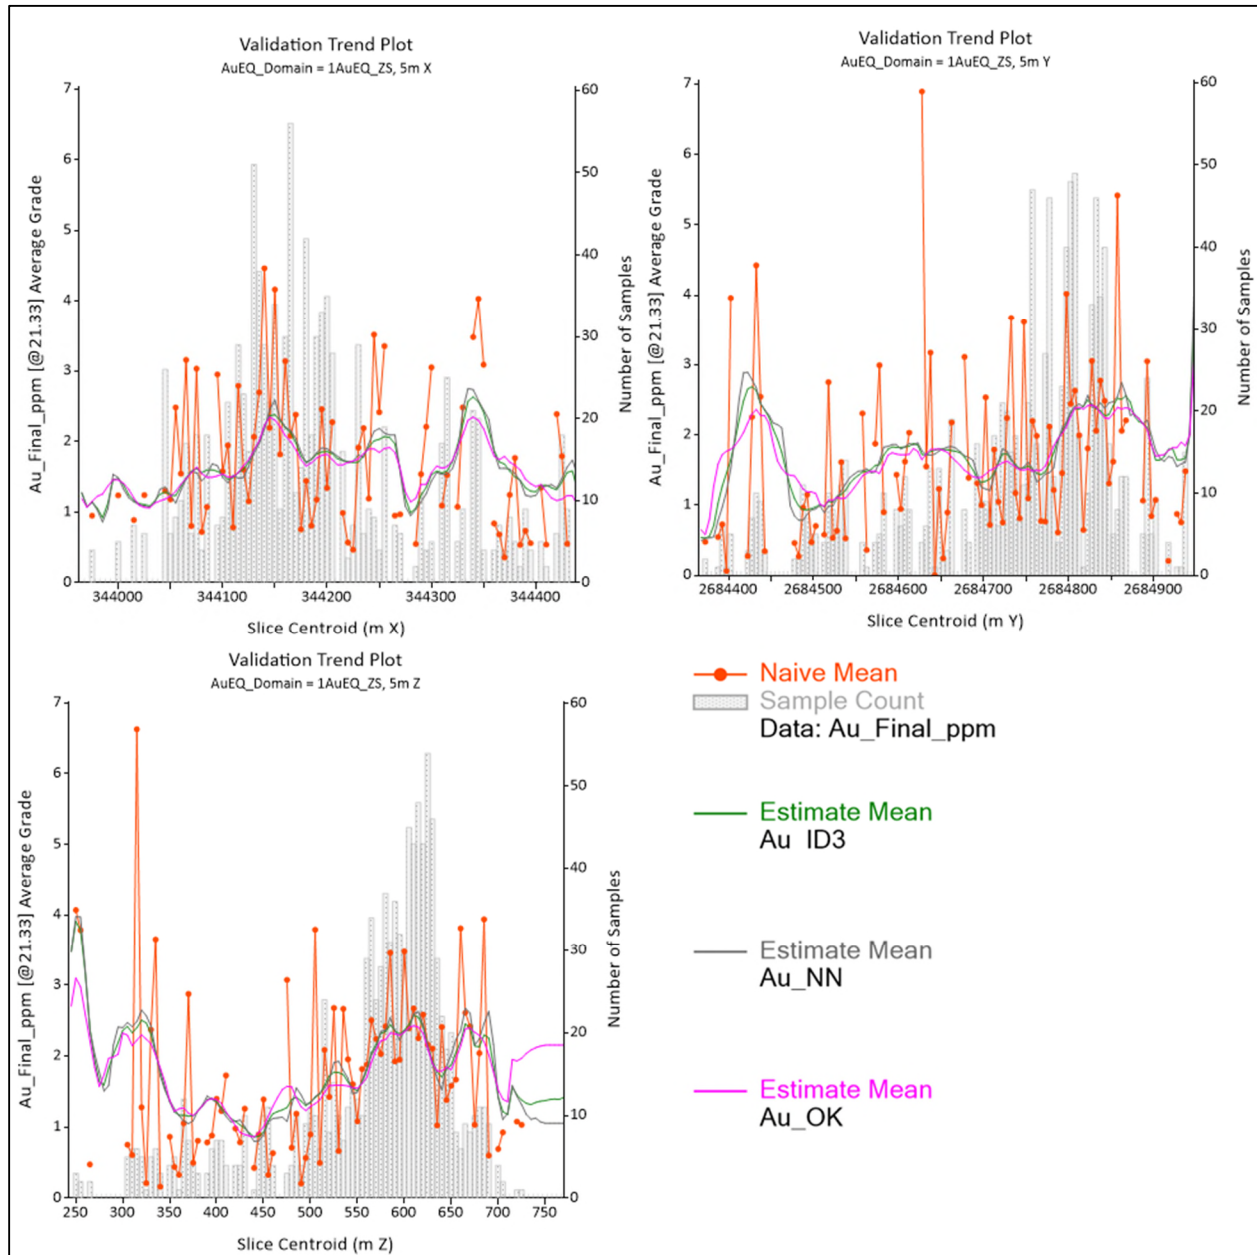 Validation Trend Plot
AuEQ_Domain = 1AuEQ_ZS, 5m X
7
6
5
4
3
2
1
0
Au_Final_ppm [@21.33] Average Grade
60
50
40
30
20
10
0
Number of Samples
344000 344100 344200 344300 344400
Slice Centroid (m X)
Validation Trend Plot
AuEQ_Domain = 1AuEQ_ZS, 5m Y
7
6
5
4
3
2
1
0
Au_Final_ppm [@21.33] Average Grade
60
50
40
30
20
10
0
Number of Samples
2684400 2684500 2684600 2684700 2684800 2684900
Slice Centroid (m Y)
Validation Trend Plot
AuEQ_Domain = 1AuEQ_ZS, 5m Z
7
6
5
4
3
2
1
0
Au_Final_ppm [@21.33] Average Grade
60
50
40
30
20
10
0
Number of Samples
250 300 350 400 450 500 550 600 650 700 750
Slice Centroid (m Z)
Naive Mean
Sample Count
Data: Au_Final_ppm
Estimate Mean
Au_ID3
Estimate Mean
Au_NN
Estimate Mean
Au_OK